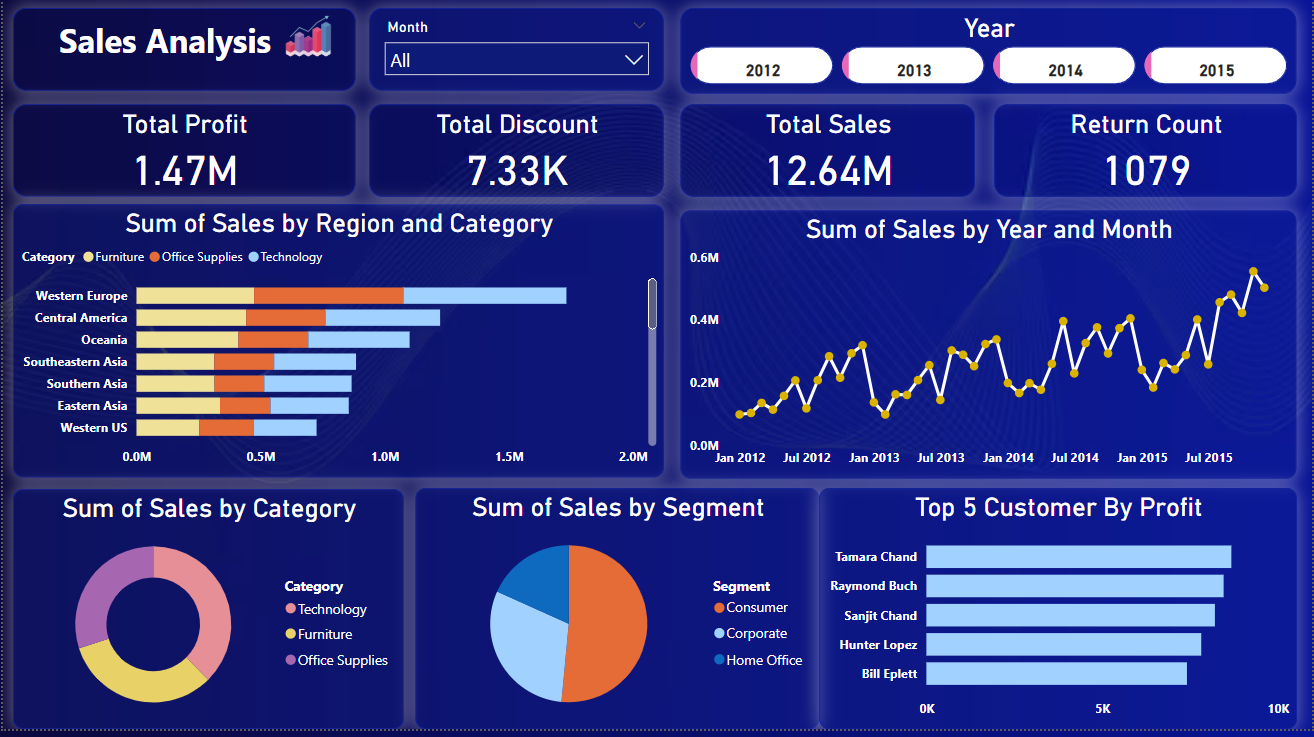 Sales Analysis
Month
All
Year
2012 2013 2014 2015
Total Profit
1.47M
Total Discount
7.33K
Total Sales
12.64M
Return Count
1079
Sum of Sales by Region and Category
Category Furniture Office Supplies Technology
Western Europe
Central America
Oceania
Southeastern Asia
Southern Asia
Eastern Asia
Western US
0.0M 0.5M 1.0M 1.5M 2.0M
Sum of Sales by Year and Month
0.6M
0.4M
0.2M
0.0M
Jan 2012 Jul 2012 Jan 2013 Jul 2013 Jan 2014 Jul 2014 Jan 2015 Jul 2015
Sum of Sales by Category
Category
Technology
Furniture
Office Supplies
Sum of Sales by Segment
Segment
Consumer
Corporate
Home Office
Top 5 Customer By Profit
Tamara Chand
Raymond Buch
Sanjit Chand
Hunter Lopez
Bill Eplett
0K 5K 10K